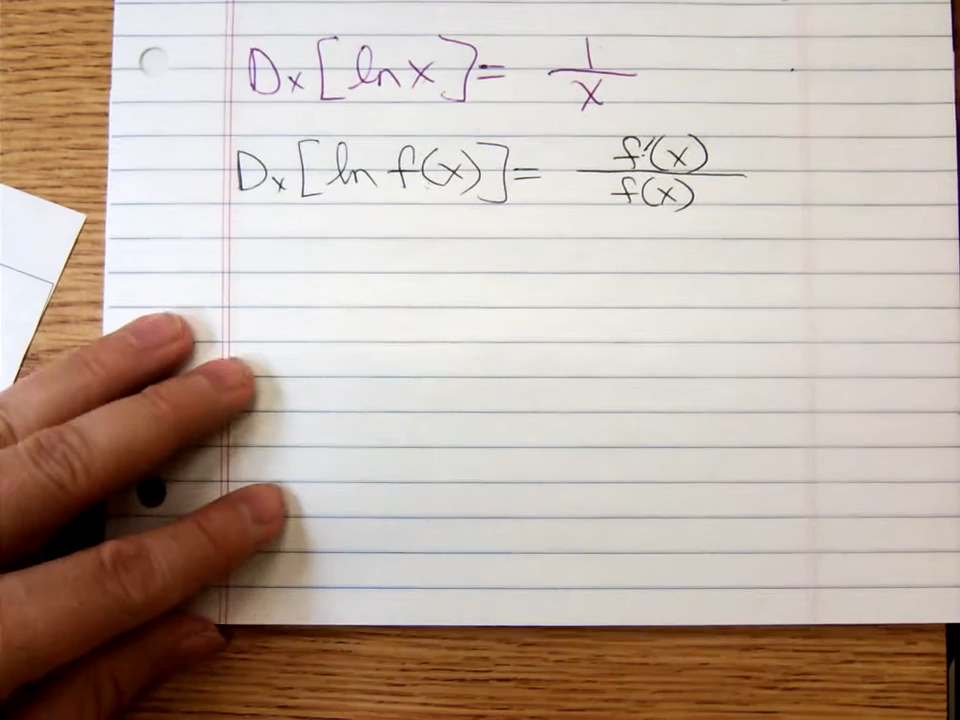 Dx [ln x] = 1/x
Dx [ln f(x)] = f'(x)/f(x)